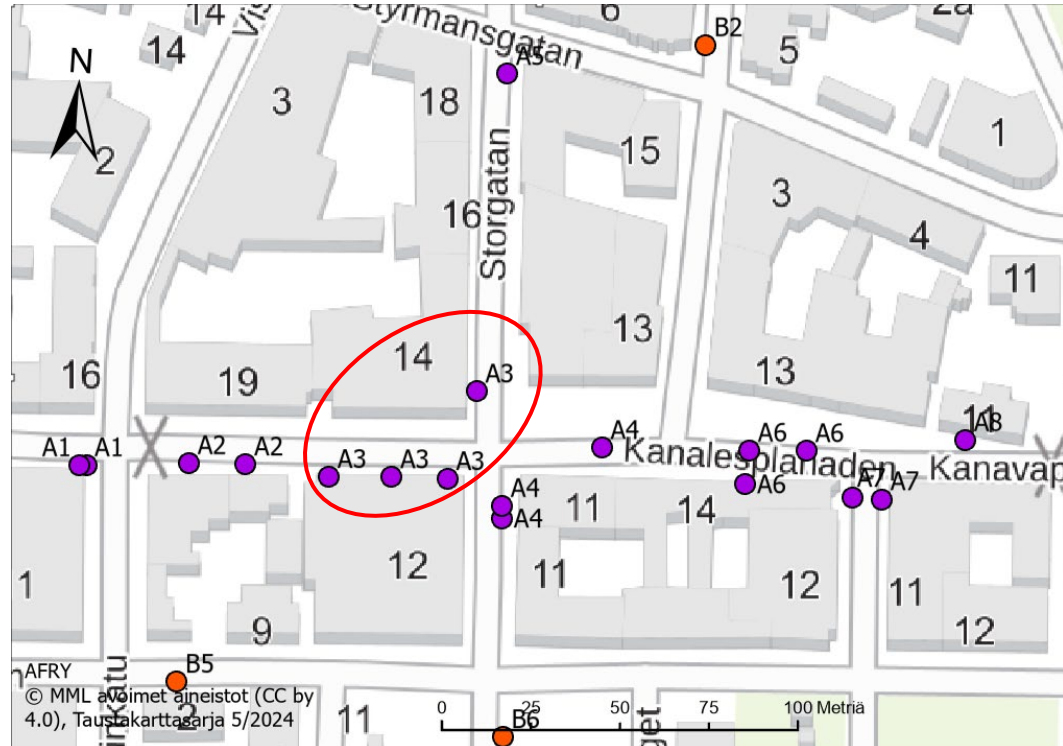 14
6
2a
Styrmansgatan
B2
14
5
N
A5
3
18
1
2
15
3
Storgatan
16
4
11
13
14
13
16
19
A3
11
A8
A1
A1
A2
A2
A4
A6
A6
Kanalesplanaden
A3
A3
A3
A6
Kanavap
A7
A7
A4
A4
11
14
12
11
12
11
1
9
12
AFRY
B5
© MML avoimet aineistot (CC by
4.0), Taustakarttasarja 5/2024
2
11
B6
0
25
50
75
100 Metriä